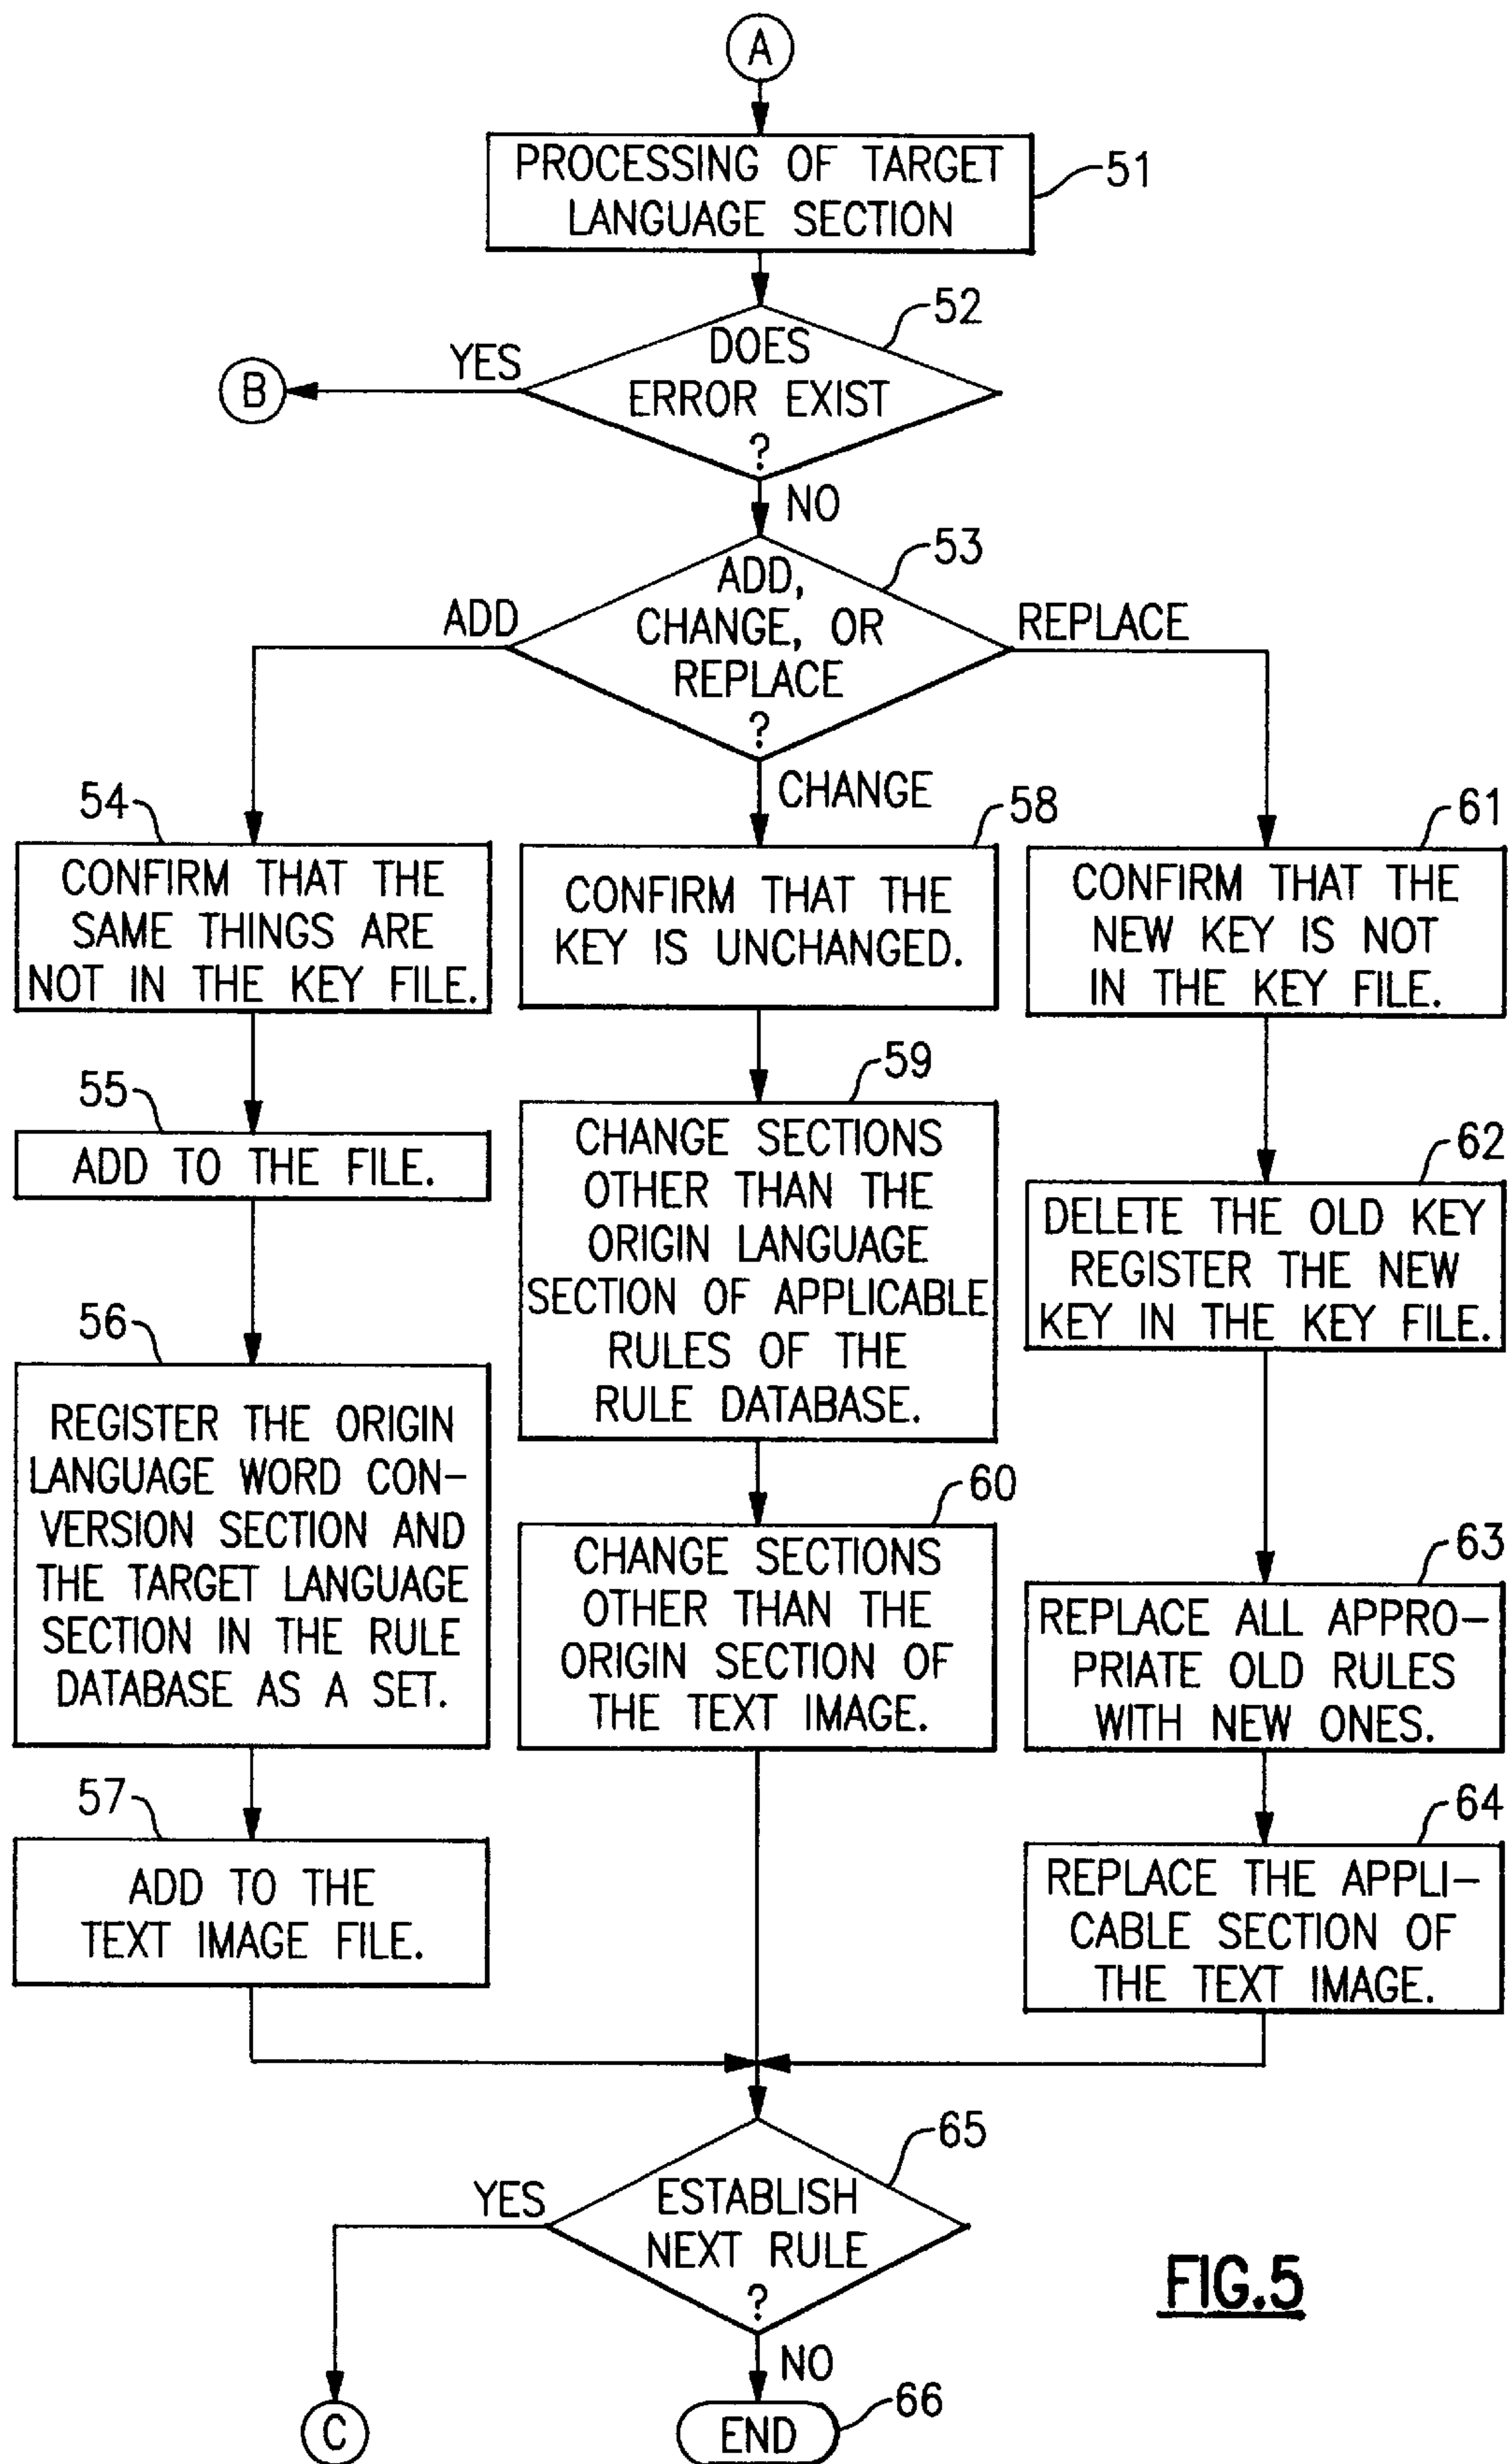 A
PROCESSING OF TARGET
LANGUAGE SECTION
51
52
DOES
ERROR EXIST
?
YES
B
NO
53
ADD,
CHANGE, OR
REPLACE
?
ADD
REPLACE
CHANGE
54
CONFIRM THAT THE
SAME THINGS ARE
NOT IN THE KEY FILE.
55
ADD TO THE FILE.
56
REGISTER THE ORIGIN
LANGUAGE WORD CON-
VERSION SECTION AND
THE TARGET LANGUAGE
SECTION IN THE RULE
DATABASE AS A SET.
57
ADD TO THE
TEXT IMAGE FILE.
58
CONFIRM THAT THE
KEY IS UNCHANGED.
59
CHANGE SECTIONS
OTHER THAN THE
ORIGIN LANGUAGE
SECTION OF APPLICABLE
RULES OF THE
RULE DATABASE.
60
CHANGE SECTIONS
OTHER THAN THE
ORIGIN SECTION OF
THE TEXT IMAGE.
61
CONFIRM THAT THE
NEW KEY IS NOT
IN THE KEY FILE.
62
DELETE THE OLD KEY
REGISTER THE NEW
KEY IN THE KEY FILE.
63
REPLACE ALL APPRO-
PRIATE OLD RULES
WITH NEW ONES.
64
REPLACE THE APPLI-
CABLE SECTION OF
THE TEXT IMAGE.
65
ESTABLISH
NEXT RULE
?
YES
C
NO
END
66
FIG.5